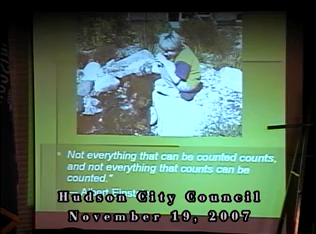 Not everything that can be counted counts,
and not everything that counts can be
counted."
Hudson City Council
November 19, 2007